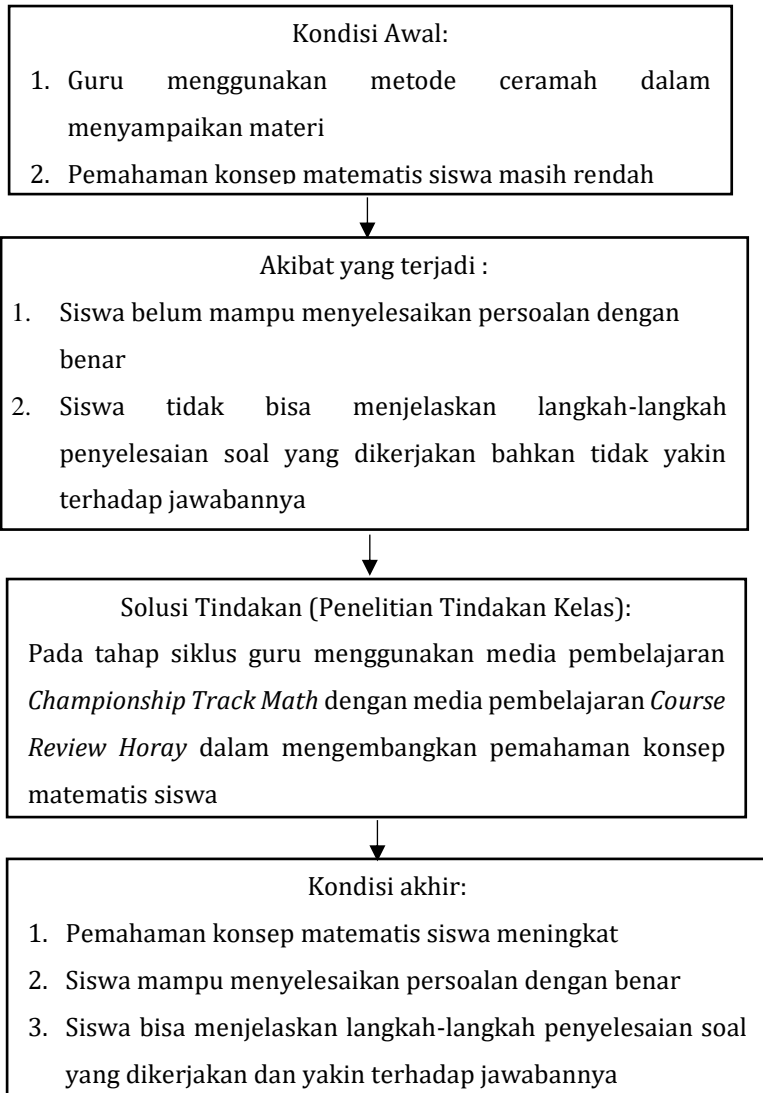 Kondisi Awal:
1. Guru menggunakan metode ceramah dalam
menyampaikan materi
2. Pemahaman konsep matematis siswa masih rendah
Akibat yang terjadi :
1. Siswa belum mampu menyelesaikan persoalan dengan
benar
2. Siswa tidak bisa menjelaskan langkah-langkah
penyelesaian soal yang dikerjakan bahkan tidak yakin
terhadap jawabannya
Solusi Tindakan (Penelitian Tindakan Kelas):
Pada tahap siklus guru menggunakan media pembelajaran
Championship Track Math dengan media pembelajaran Course
Review Horay dalam mengembangkan pemahaman konsep
matematis siswa
Kondisi akhir:
1. Pemahaman konsep matematis siswa meningkat
2. Siswa mampu menyelesaikan persoalan dengan benar
3. Siswa bisa menjelaskan langkah-langkah penyelesaian soal
yang dikerjakan dan yakin terhadap jawabannya